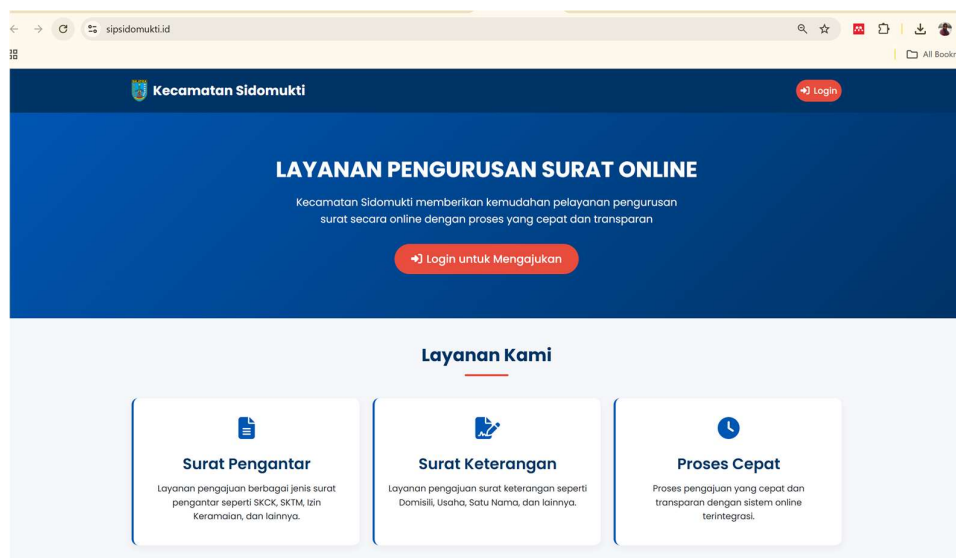 sipsidomukti.id
All Bookr
Kecamatan Sidomukti
Login
LAYANAN PENGURUSAN SURAT ONLINE
Kecamatan Sidomukti memberikan kemudahan pelayanan pengurusan
surat secara online dengan proses yang cepat dan transparan
Login untuk Mengajukan
Layanan Kami
Surat Pengantar
Layanan pengajuan berbagai jenis surat
pengantar seperti SKCK, SKTM, Izin
Keramaian, dan lainnya.
Surat Keterangan
Layanan pengajuan surat keterangan seperti
Domisili, Usaha, Satu Nama, dan lainnya.
Proses Cepat
Proses pengajuan yang cepat dan
transparan dengan sistem online
terintegrasi.